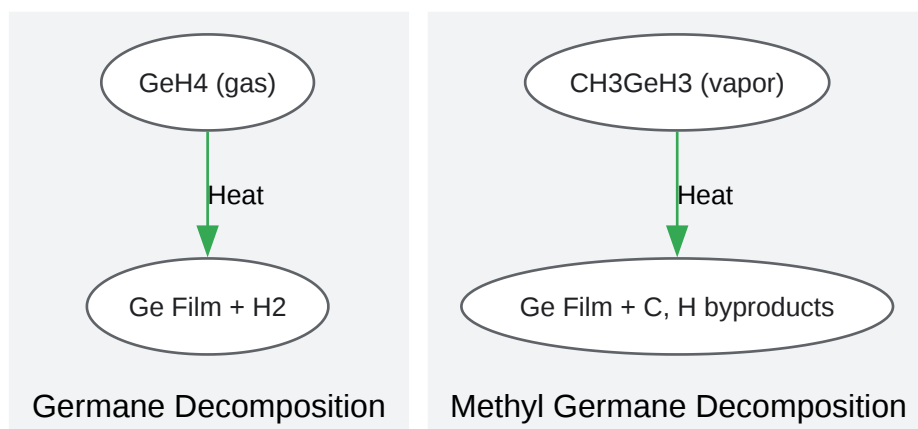 GeH4 (gas)
Heat
Ge Film + H2
Germane Decomposition
CH3GeH3 (vapor)
Heat
Ge Film + C, H byproducts
Methyl Germane Decomposition